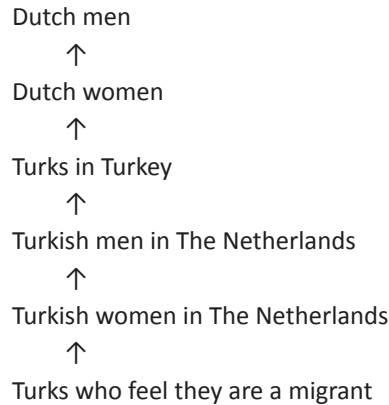 Dutch men
↑
Dutch women
↑
Turks in Turkey
↑
Turkish men in The Netherlands
↑
Turkish women in The Netherlands
↑
Turks who feel they are a migrant